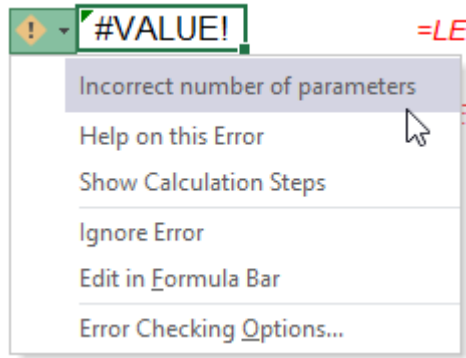 #VALUE! =LE
Incorrect number of parameters
Help on this Error
Show Calculation Steps
Ignore Error
Edit in Formula Bar
Error Checking Options...